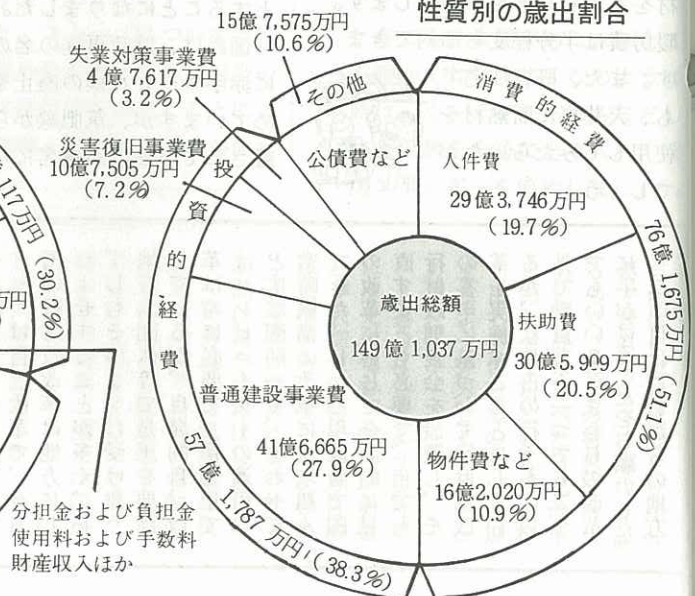 性質別の歳出割合
15億7,575万円
(10.6%)
失業対策事業費
4億7,617万円
(3.2%)
災害復旧事業費
10億7,505万円
(7.2%)
その他
公債費など
消費的経費
76億1,675万円(51.1%)
人件費
29億3,746万円
(19.7%)
扶助費
30億5,909万円
(20.5%)
物件費など
16億2,020万円
(10.9%)
投資的経費
57億1,787万円(38.3%)
普通建設事業費
41億6,665万円
(27.9%)
歳出総額
149億1,037万円
117万円(30.2%)
万円
分担金および負担金
使用料および手数料
財産収入ほか